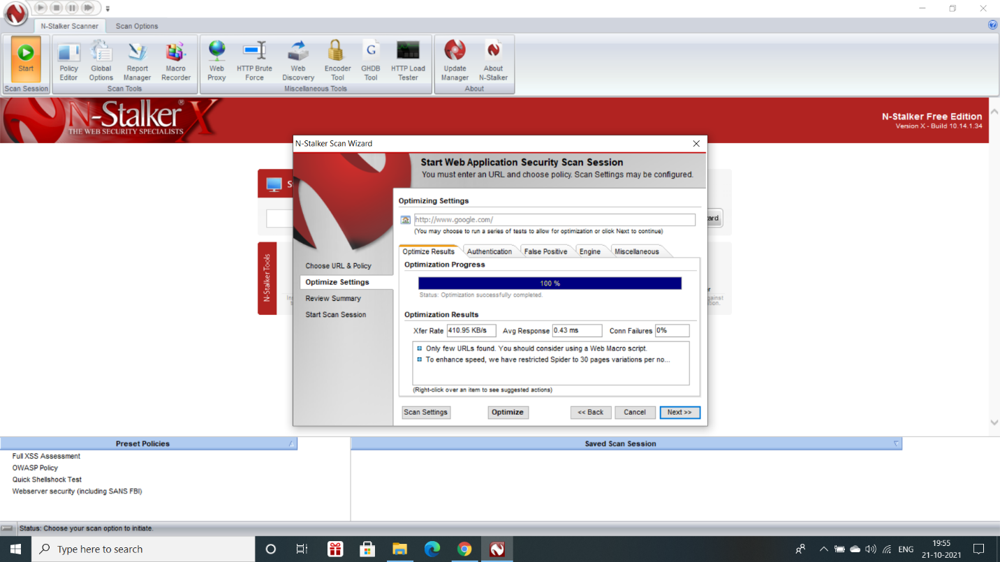 N-Stalker Scanner Scan Options
Start
Scan Session
Policy Editor
Global Options
Report Manager
Macro Recorder
Scan Tools
Web Proxy
HTTP Brute Force
Web Discovery
Encoder Tool
GHDB Tool
HTTP Load Tester
Miscellaneous Tools
Update Manager
About N-Stalker
About
N-Stalker® X
THE WEB SECURITY SPECIALISTS
N-Stalker Free Edition
Version X - Build 10.14.1.34
N-Stalker Tools
N-Stalker Scan Wizard
Start Web Application Security Scan Session
You must enter an URL and choose policy. Scan Settings may be configured.
Choose URL & Policy
Optimize Settings
Review Summary
Start Scan Session
Optimizing Settings
http://www.google.com/
(You may choose to run a series of tests to allow for optimization or click Next to continue)
Optimize Results Authentication False Positive Engine Miscellaneous
Optimization Progress
100 %
Status: Optimization successfully completed.
Optimization Results
Xfer Rate 410.95 KB/s Avg Response 0.43 ms Conn Failures 0%
Only few URLs found. You should consider using a Web Macro script.
To enhance speed, we have restricted Spider to 30 pages variations per no...
(Right-click over an item to see suggested actions)
Scan Settings Optimize << Back Cancel Next >>
Preset Policies
Full XSS Assessment
OWASP Policy
Quick Shellshock Test
Webserver security (including SANS FBI)
Saved Scan Session
Status: Choose your scan option to initiate.
Type here to search
ENG
19:55
21-10-2021